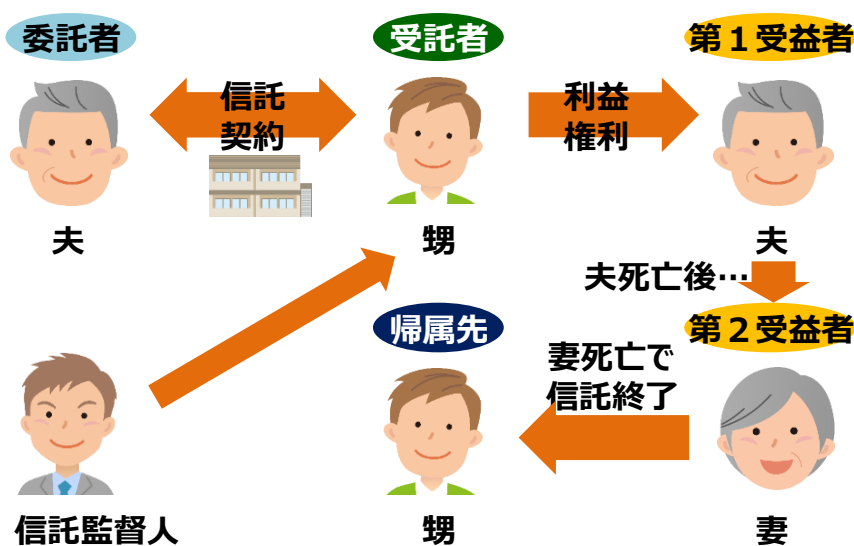 委託者
受託者
第１受益者
信託
契約
利益
権利
夫
甥
夫
夫死亡後…
帰属先
第２受益者
妻死亡で
信託終了
信託監督人
甥
妻